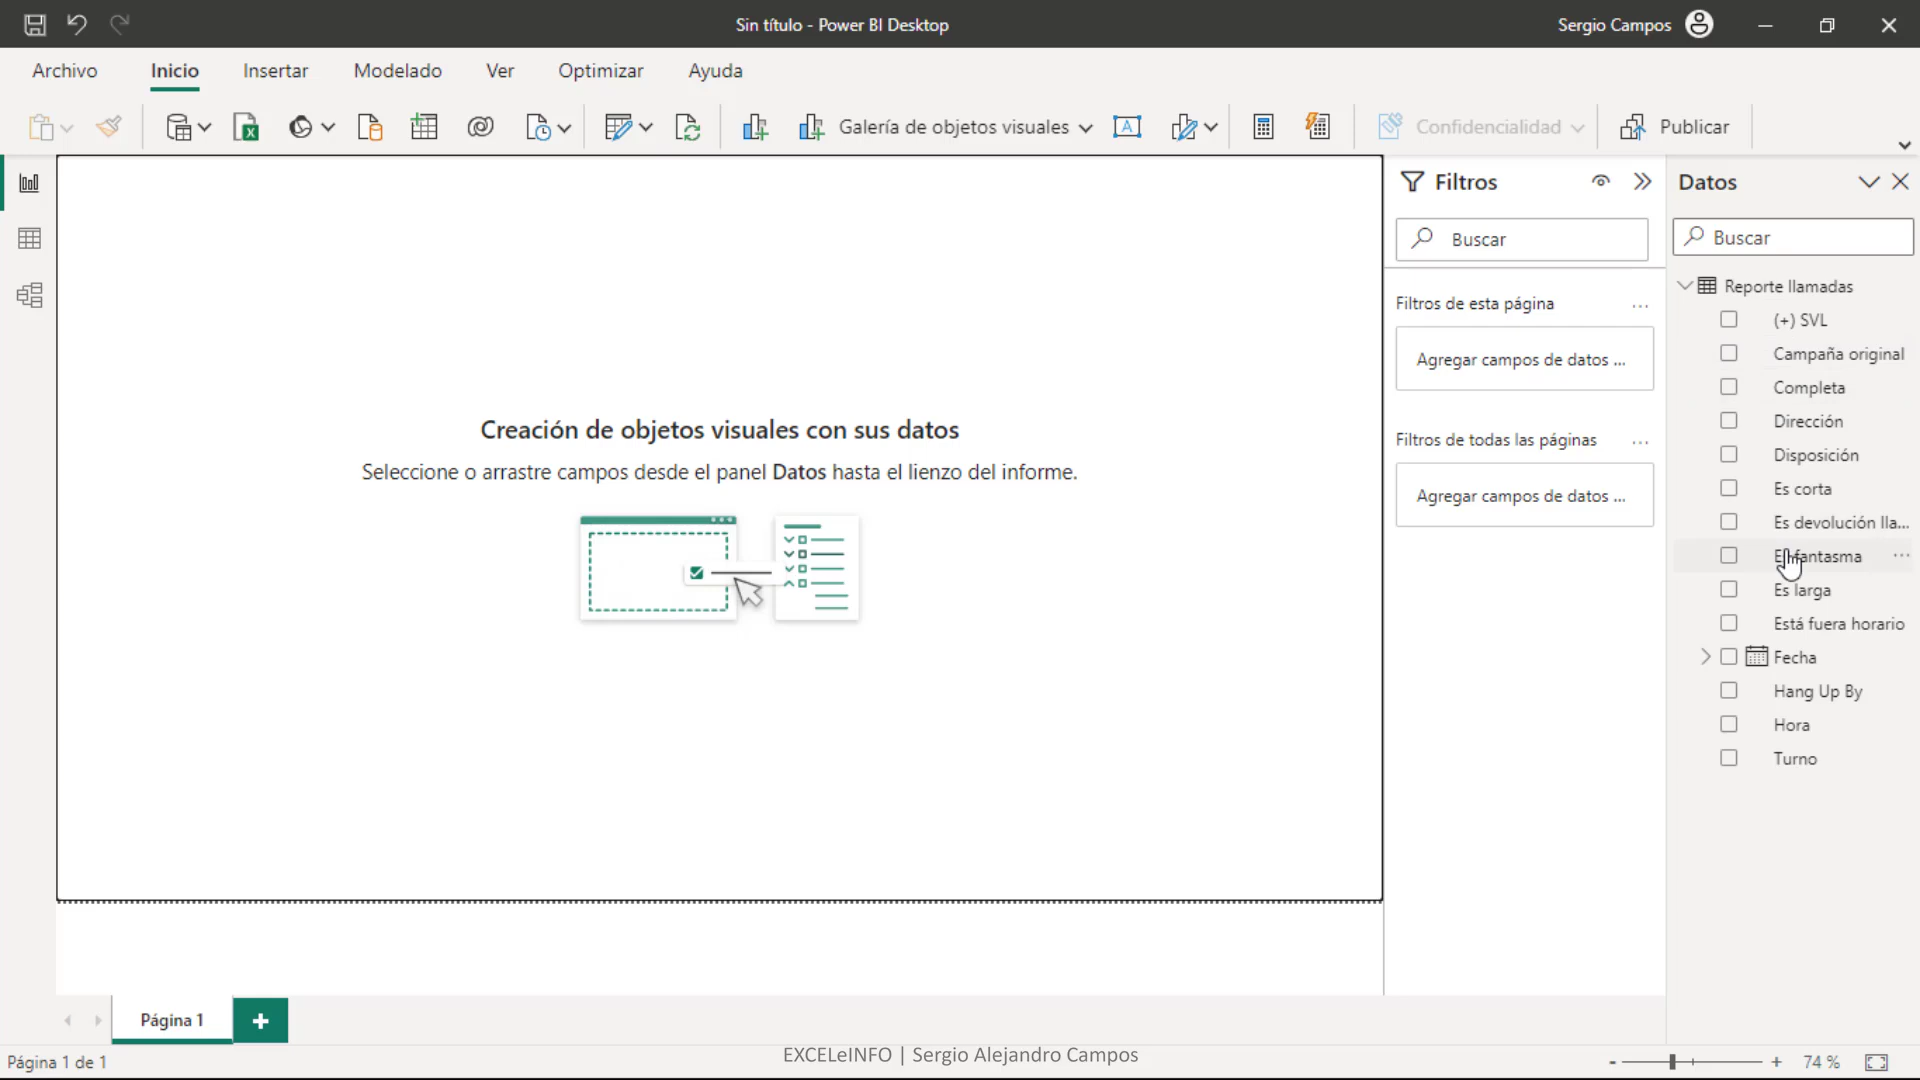 Sin título - Power BI Desktop
Sergio Campos
Archivo
Inicio
Insertar
Modelado
Ver
Optimizar
Ayuda
Galería de objetos visuales
Confidencialidad
Publicar
Creación de objetos visuales con sus datos
Seleccione o arrastre campos desde el panel Datos hasta el lienzo del informe.
Filtros
Buscar
Filtros de esta página
Agregar campos de datos ...
Filtros de todas las páginas
Agregar campos de datos ...
Datos
Buscar
Reporte llamadas
(+) SVL
Campaña original
Completa
Dirección
Disposición
Es corta
Es devolución lla...
fantasma
Es larga
Está fuera horario
Fecha
Hang Up By
Hora
Turno
Página 1
Página 1 de 1
EXCELeINFO | Sergio Alejandro Campos
- + 74 %